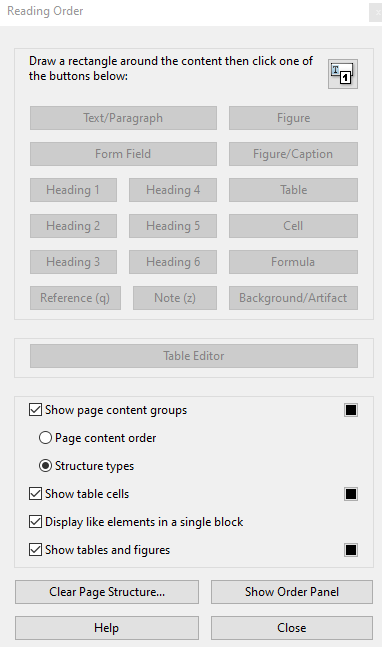 Reading Order
x
Draw a rectangle around the content then click one of
the buttons below:
T 1
Text/Paragraph
Figure
Form Field
Figure/Caption
Heading 1
Heading 4
Table
Heading 2
Heading 5
Cell
Heading 3
Heading 6
Formula
Reference (q)
Note (z)
Background/Artifact
Table Editor
Show page content groups
Page content order
Structure types
Show table cells
Display like elements in a single block
Show tables and figures
Clear Page Structure...
Show Order Panel
Help
Close